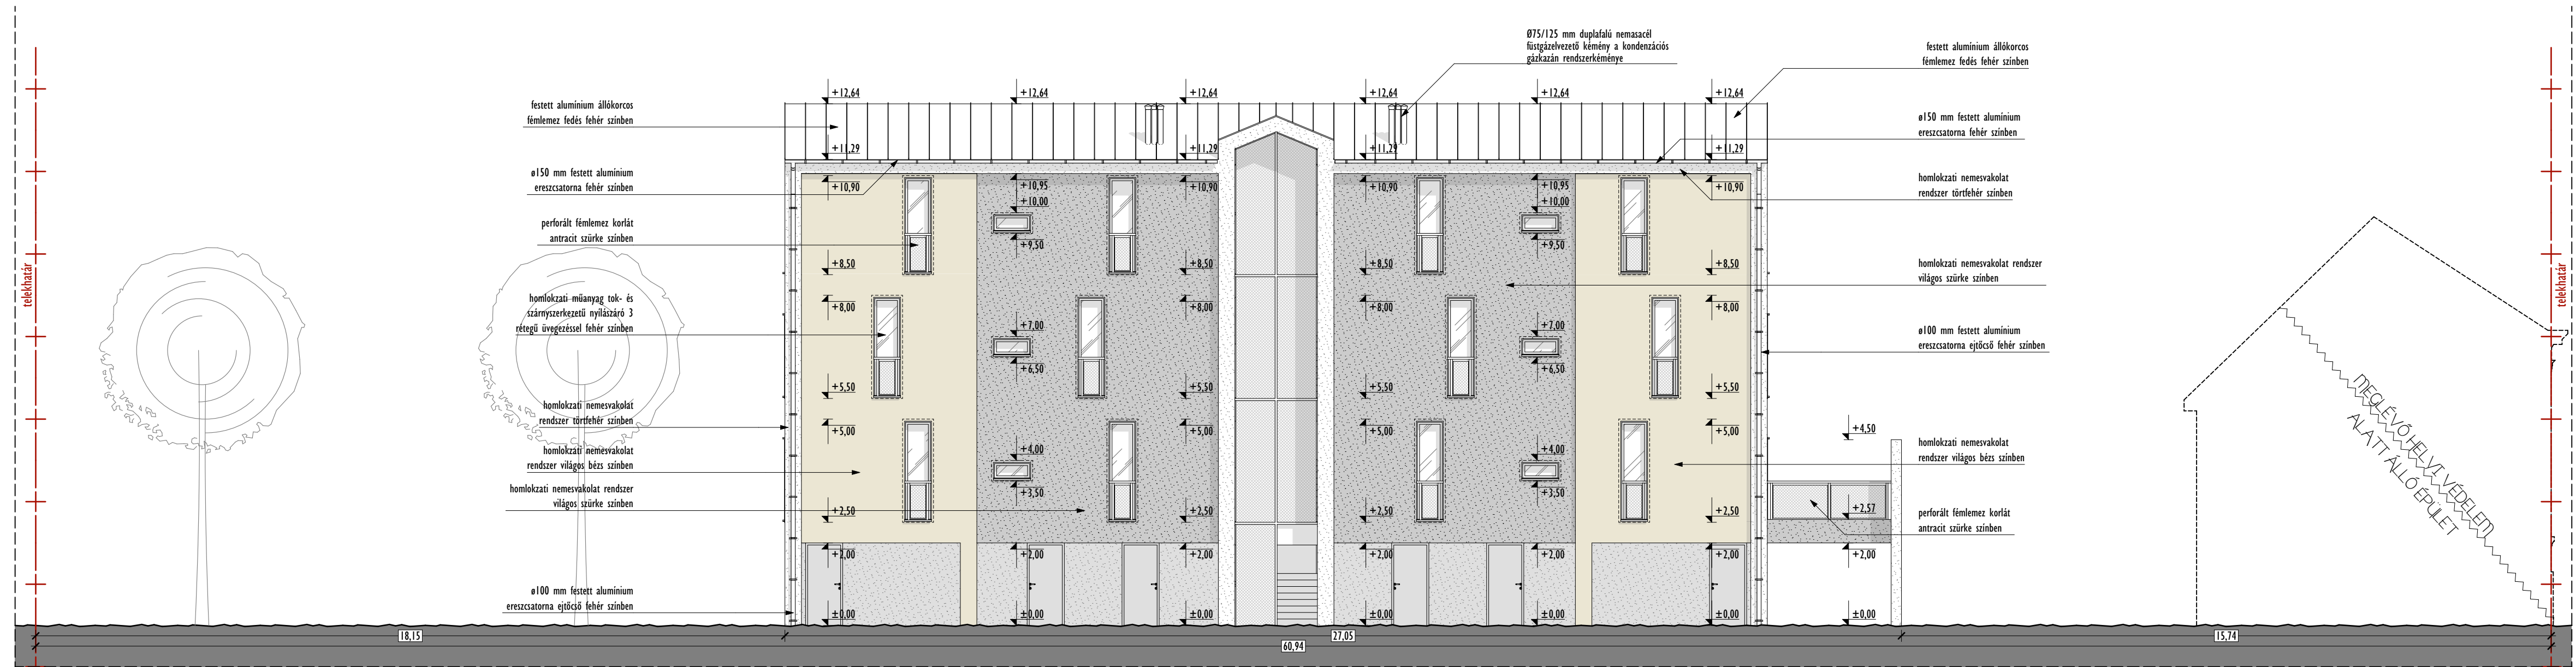 Ø75/125 mm duplafalú nemasacél
füstgázelvezető kémény a kondenzációs
gázkazán rendszerkéménye
festett alumínium állókorcos
fémlemez fedés fehér színben
festett alumínium állókorcos
fémlemez fedés fehér színben
ø150 mm festett alumínium
ereszcsatorna fehér színben
perforált fémlemez korlát
antracit szürke színben
homlokzati műanyag tok- és
szárnyszerkezetű nyílászáró 3
rétegű üvegezéssel fehér színben
homlokzati nemesvakolat
rendszer törtfehér színben
homlokzati nemesvakolat
rendszer világos bézs színben
homlokzati nemesvakolat rendszer
világos szürke színben
ø100 mm festett alumínium
ereszcsatorna ejtőcső fehér színben
telekhatár
+12,64 +12,64 +12,64 +12,64 +12,64 +12,64
+11,29 +11,29 +11,29 +11,29
+10,90 +10,95 +10,90 +10,90 +10,95 +10,90
+10,00 +10,00
+9,50 +9,50
+8,50 +8,50 +8,50 +8,50
+8,00 +8,00 +8,00 +8,00
+7,00 +7,00
+6,50 +6,50
+5,50 +5,50 +5,50 +5,50
+5,00 +5,00 +5,00 +5,00
+4,50
+4,00 +4,00
+3,50 +3,50
+2,50 +2,50 +2,50 +2,50
+2,57
+2,00 +2,00 +2,00 +2,00 +2,00 +2,00 +2,00
±0,00 ±0,00 ±0,00 ±0,00 ±0,00 ±0,00 ±0,00
ø150 mm festett alumínium
ereszcsatorna fehér színben
homlokzati nemesvakolat
rendszer törtfehér színben
homlokzati nemesvakolat rendszer
világos szürke színben
ø100 mm festett alumínium
ereszcsatorna ejtőcső fehér színben
homlokzati nemesvakolat
rendszer világos bézs színben
perforált fémlemez korlát
antracit szürke színben
MEGLÉVŐ HELYI VÉDELEM
ALATT ÁLLÓ ÉPÜLET
telekhatár
18,15 27,05 15,74
60,94